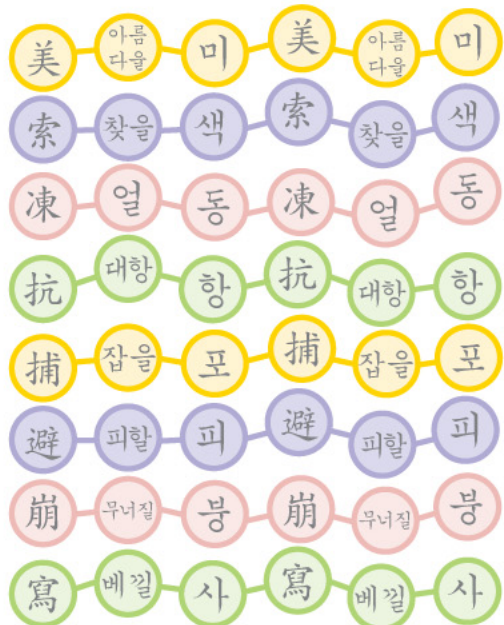 美 아름다울 미 美 아름다울 미
索 찾을 색 索 찾을 색
凍 얼 동 凍 얼 동
抗 대항 항 抗 대항 항
捕 잡을 포 捕 잡을 포
避 피할 피 避 피할 피
崩 무너질 붕 崩 무너질 붕
寫 베낄 사 寫 베낄 사